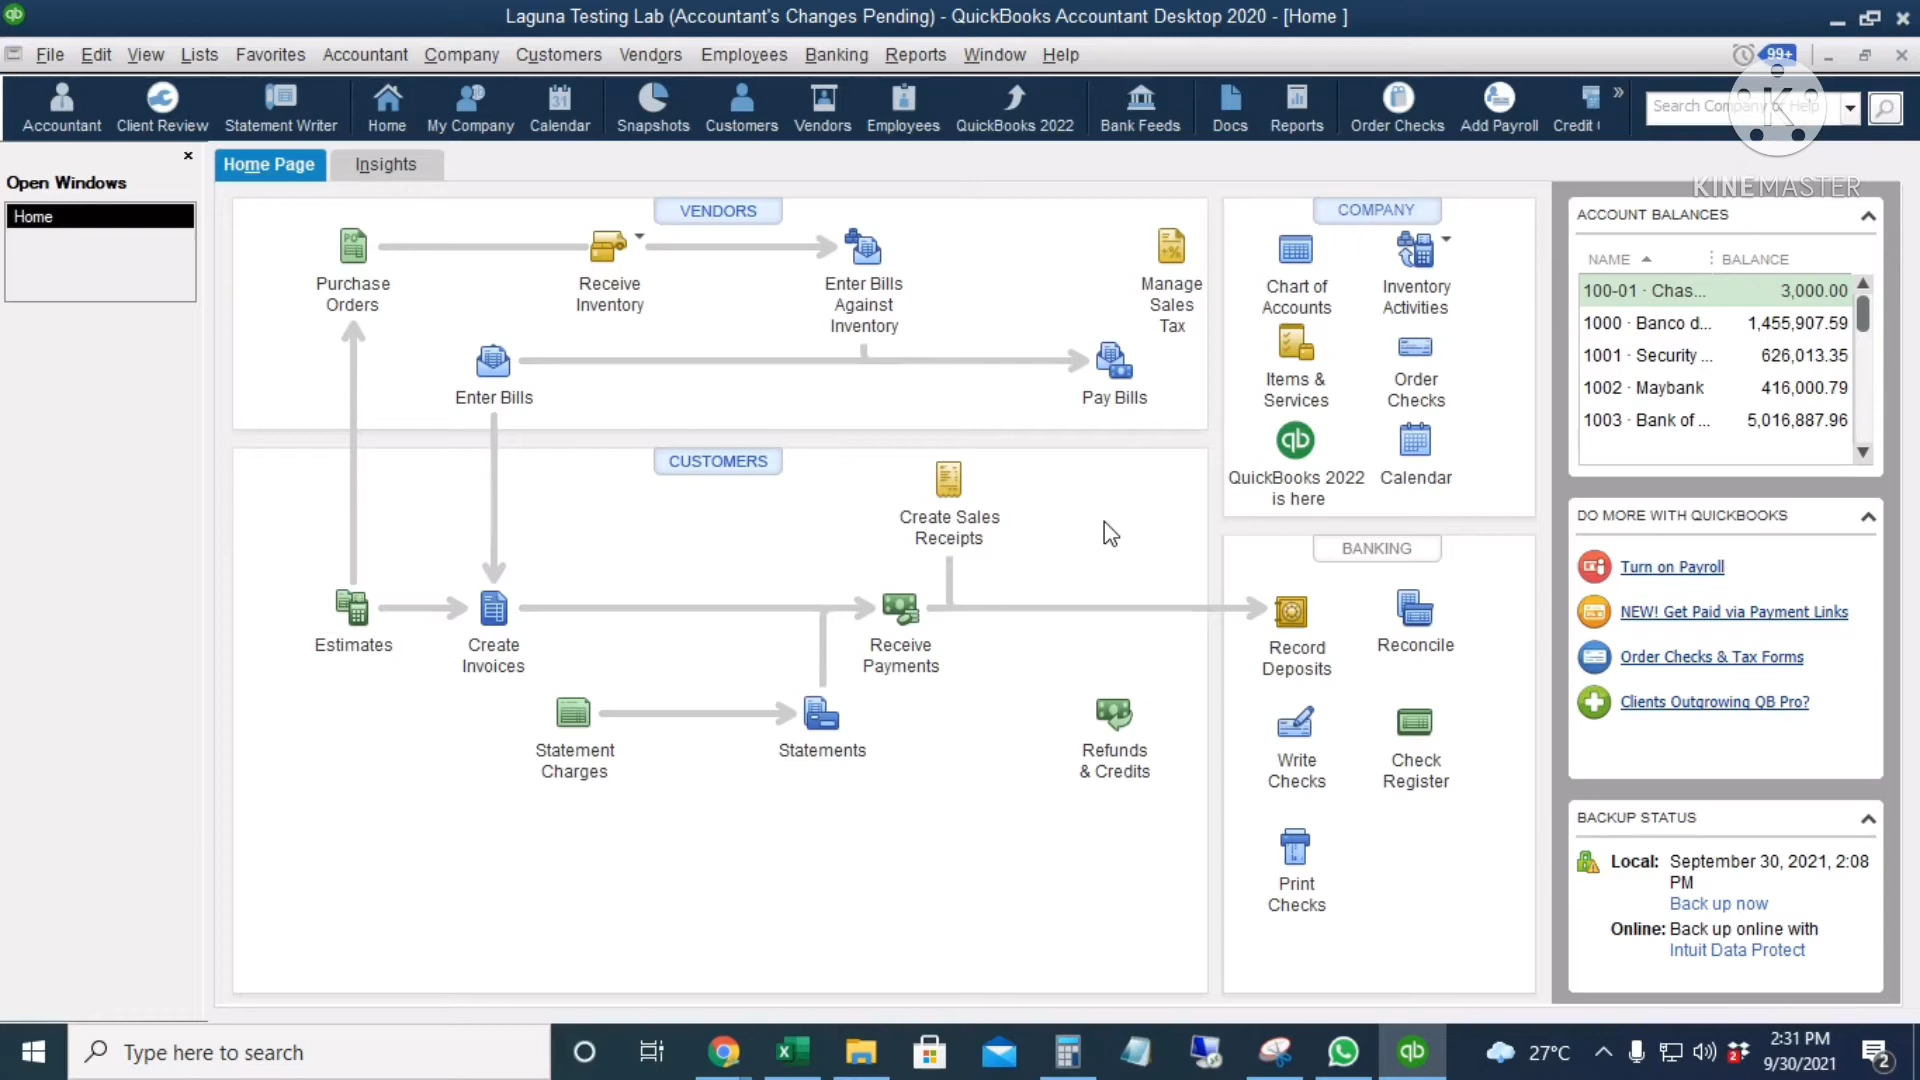 Laguna Testing Lab (Accountant's Changes Pending) - QuickBooks Accountant Desktop 2020 - [Home ]
File Edit View Lists Favorites Accountant Company Customers Vendors Employees Banking Reports Window Help
99+
Accountant Client Review Statement Writer Home My Company Calendar Snapshots Customers Vendors Employees QuickBooks 2022 Bank Feeds Docs Reports Order Checks Add Payroll Credit
Search Company or Help
KINEMASTER
Open Windows
Home
Home Page Insights
VENDORS
Purchase
Orders
Receive
Inventory
Enter Bills
Against
Inventory
Manage
Sales
Tax
Enter Bills
Pay Bills
CUSTOMERS
Create Sales
Receipts
Estimates
Create
Invoices
Receive
Payments
Statement
Charges
Statements
Refunds
& Credits
COMPANY
Chart of
Accounts
Inventory
Activities
Items &
Services
Order
Checks
QuickBooks 2022
is here
Calendar
BANKING
Record
Deposits
Reconcile
Write
Checks
Check
Register
Print
Checks
ACCOUNT BALANCES
NAME BALANCE
100-01 · Chas... 3,000.00
1000 · Banco d... 1,455,907.59
1001 · Security ... 626,013.35
1002 · Maybank 416,000.79
1003 · Bank of ... 5,016,887.96
DO MORE WITH QUICKBOOKS
Turn on Payroll
NEW! Get Paid via Payment Links
Order Checks & Tax Forms
Clients Outgrowing QB Pro?
BACKUP STATUS
Local: September 30, 2021, 2:08
PM
Back up now
Online: Back up online with
Intuit Data Protect
Type here to search
27°C
2:31 PM
9/30/2021
2